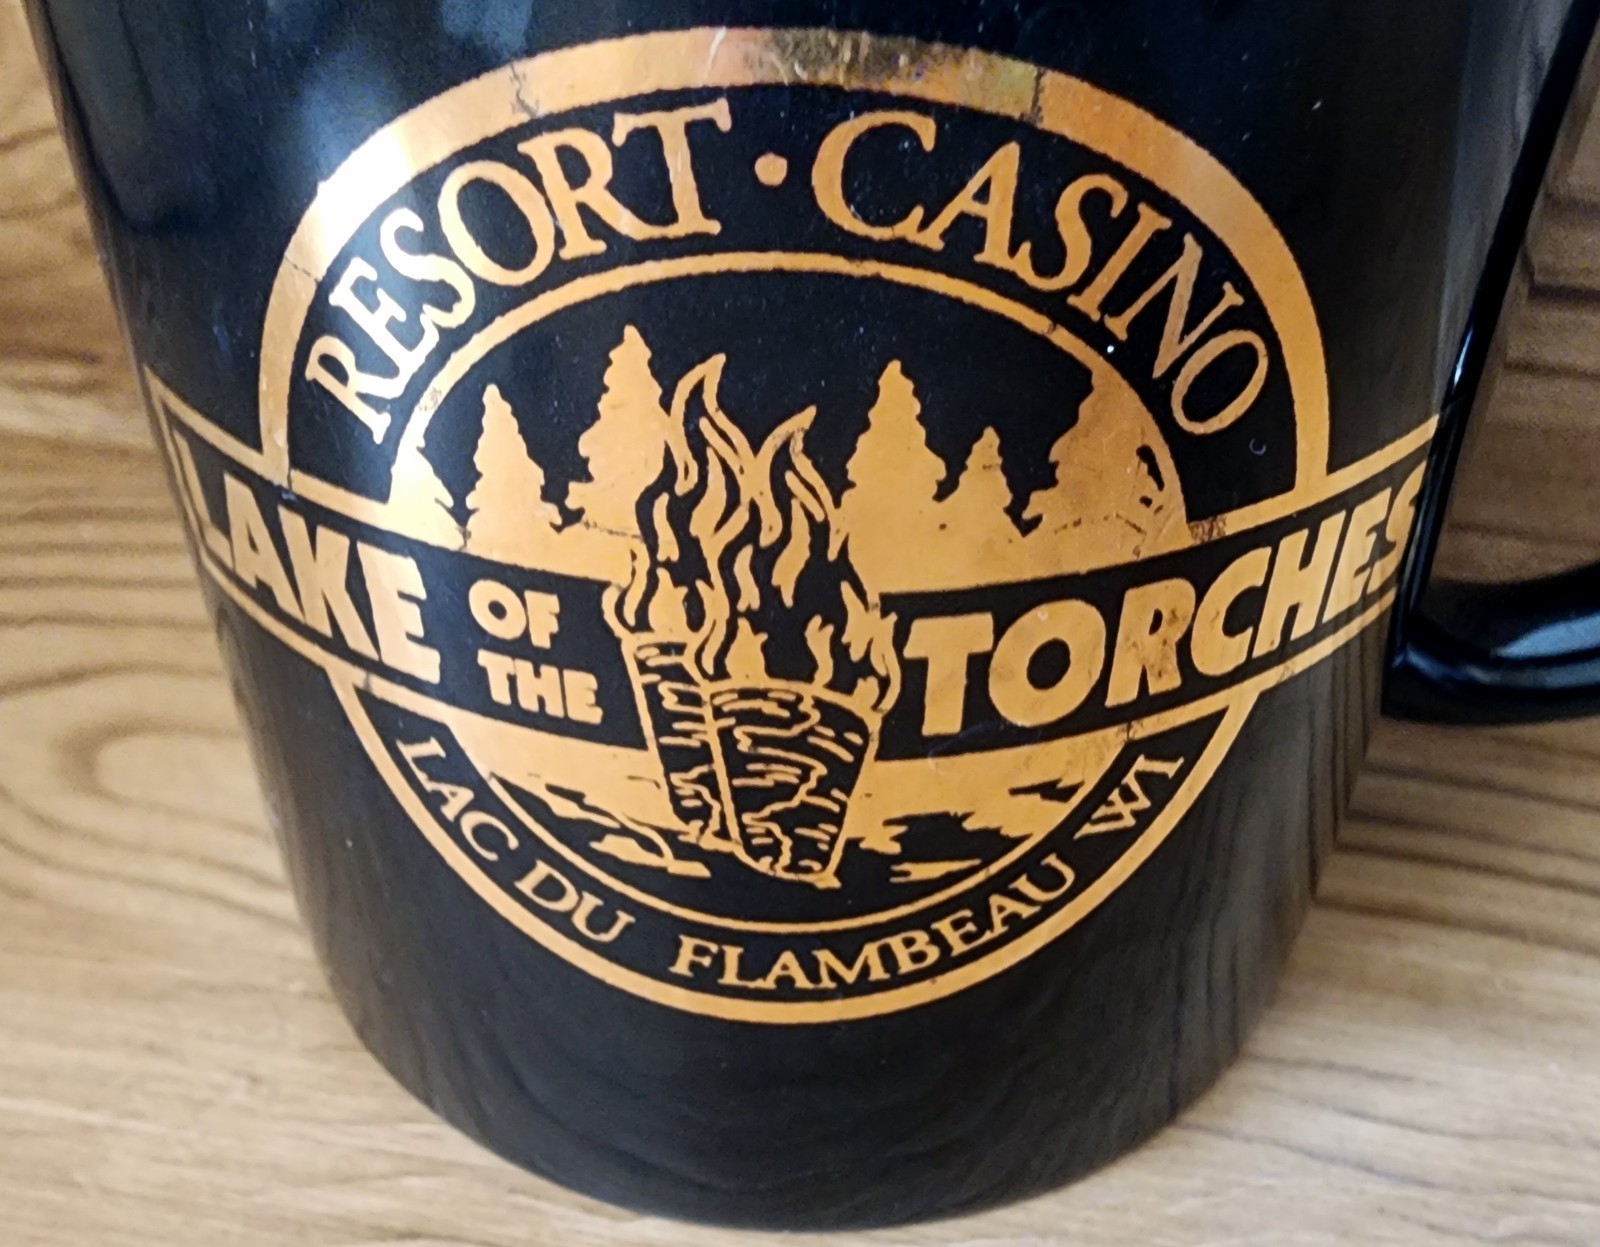 RESORT · CASINO
LAKE OF THE TORCHES
LAC DU FLAMBEAU WI